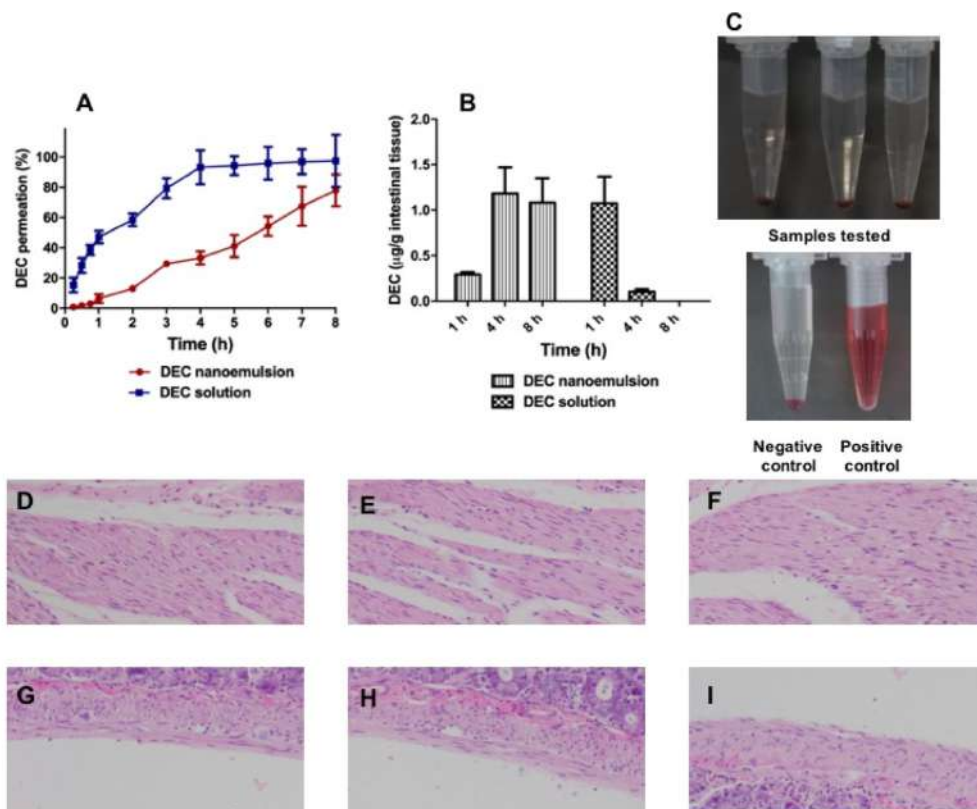 A
DEC permeation (%)
100
80
60
40
20
0
1
2
3
4
5
6
7
8
Time (h)
DEC nanoemulsion
DEC solution
B
DEC (µg/g intestinal tissue)
2.0
1.5
1.0
0.5
0.0
1 h
4 h
8 h
1 h
4 h
8 h
Time (h)
DEC nanoemulsion
DEC solution
C
Samples tested
Negative control
Positive control
D
E
F
G
H
I